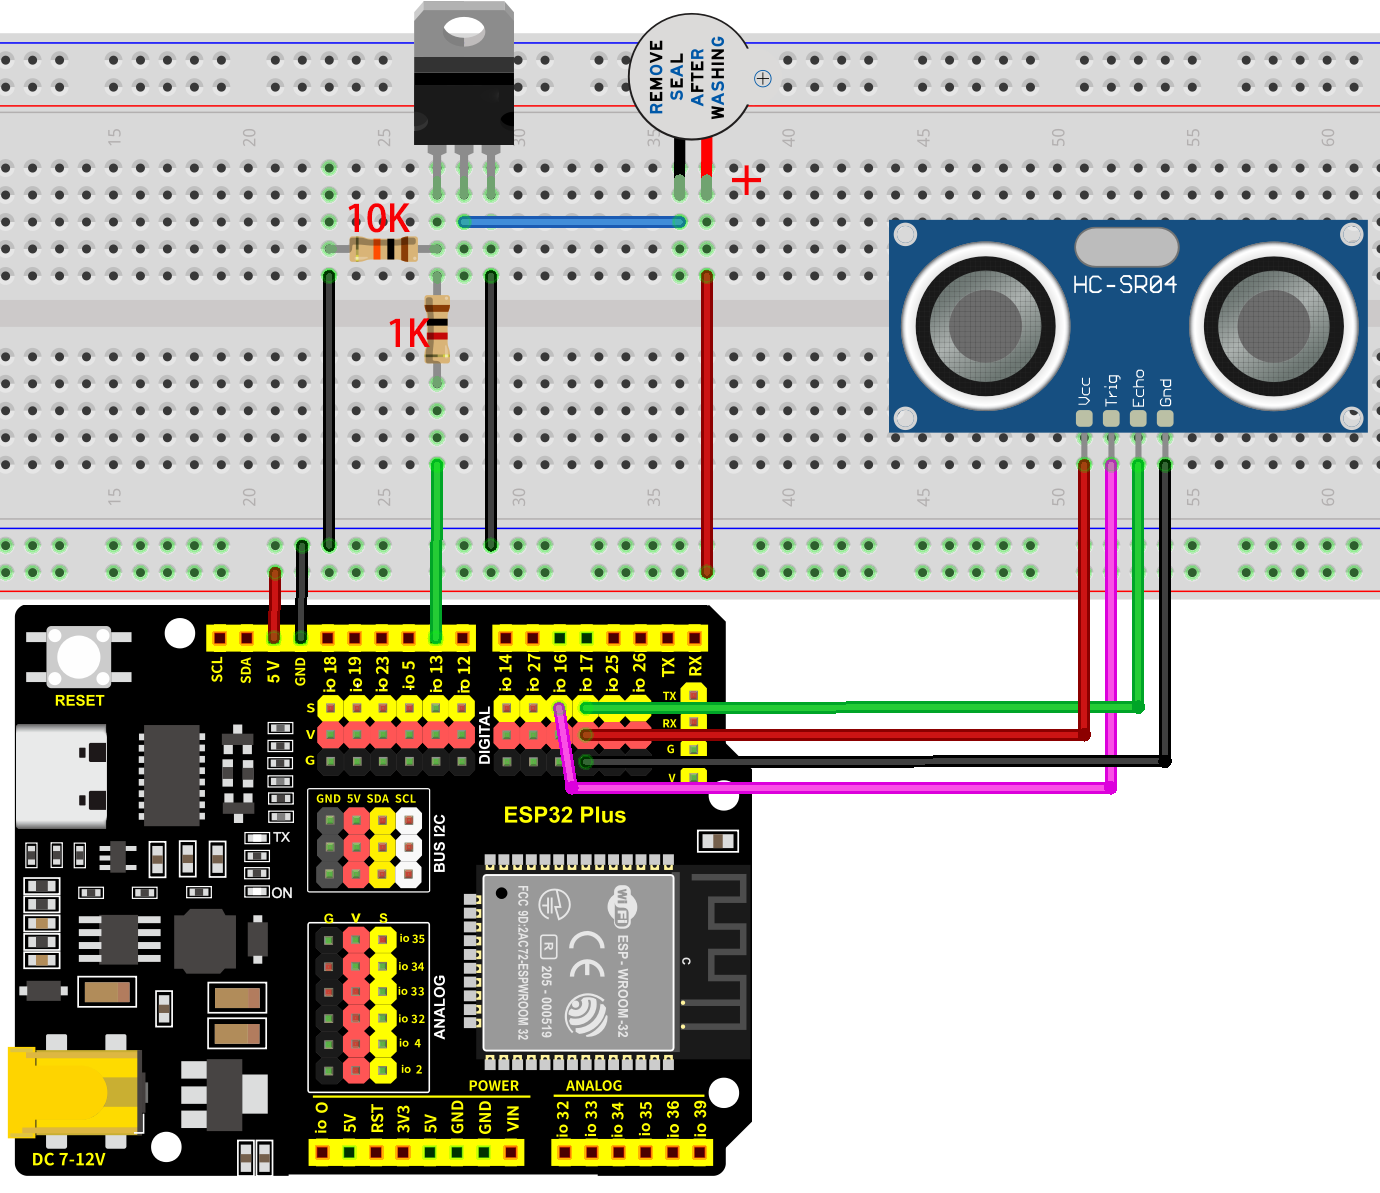 REMOVE
SEAL
AFTER
WASHING
15
20
25
30
35
40
45
50
55
60
+
10K
1K
HC-SR04
Vcc
Trig
Echo
Gnd
15
20
25
30
35
40
45
50
55
60
RESET
SCL
SDA
5V
GND
io 18
io 19
io 23
io 5
io 13
io 12
io 14
io 27
io 16
io 17
io 25
io 26
TX
RX
S
V
G
DIGITAL
TX
RX
G
V
ESP32 Plus
GND 5V SDA SCL
BUS I2C
TX
ON
G V S
io 35
io 34
io 33
io 32
io 4
io 2
ANALOG
WiFi
ESP-WROOM-32
CE
R
205-000519
FCC 9D:2AC72-ESPWROOM 32
C
POWER
ANALOG
io 0
5V
RST
3V3
5V
GND
GND
VIN
io 32
io 33
io 34
io 35
io 36
io 39
DC 7-12V